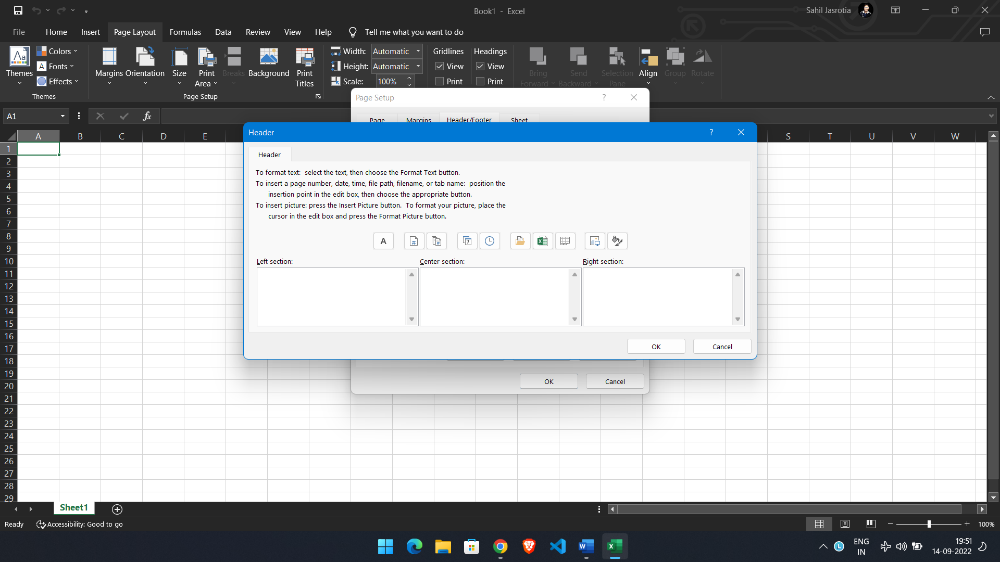 Book1 - Excel
Sahil Jasrotia
File
Home
Insert
Page Layout
Formulas
Data
Review
View
Help
Tell me what you want to do
Themes
Colors
Fonts
Effects
Themes
Margins
Orientation
Size
Print
Area
Breaks
Background
Print
Titles
Page Setup
Width: Automatic
Height: Automatic
Scale: 100%
Gridlines
View
Print
Headings
View
Print
Bring
Forward
Send
Backward
Selection
Pane
Align
Group
Rotate
A1
fx
Page Setup
?
Page
Margins
Header/Footer
Sheet
A B C D E S T U V W
1
2
3
4
5
6
7
8
9
10
11
12
13
14
15
16
17
18
19
20
21
22
23
24
25
26
27
28
29
Header
?
Header
To format text: select the text, then choose the Format Text button.
To insert a page number, date, time, file path, filename, or tab name: position the
insertion point in the edit box, then choose the appropriate button.
To insert picture: press the Insert Picture button. To format your picture, place the
cursor in the edit box and press the Format Picture button.
A
Left section:
Center section:
Right section:
OK
Cancel
OK
Cancel
Sheet1
Ready
Accessibility: Good to go
100%
ENG
IN
19:51
14-09-2022